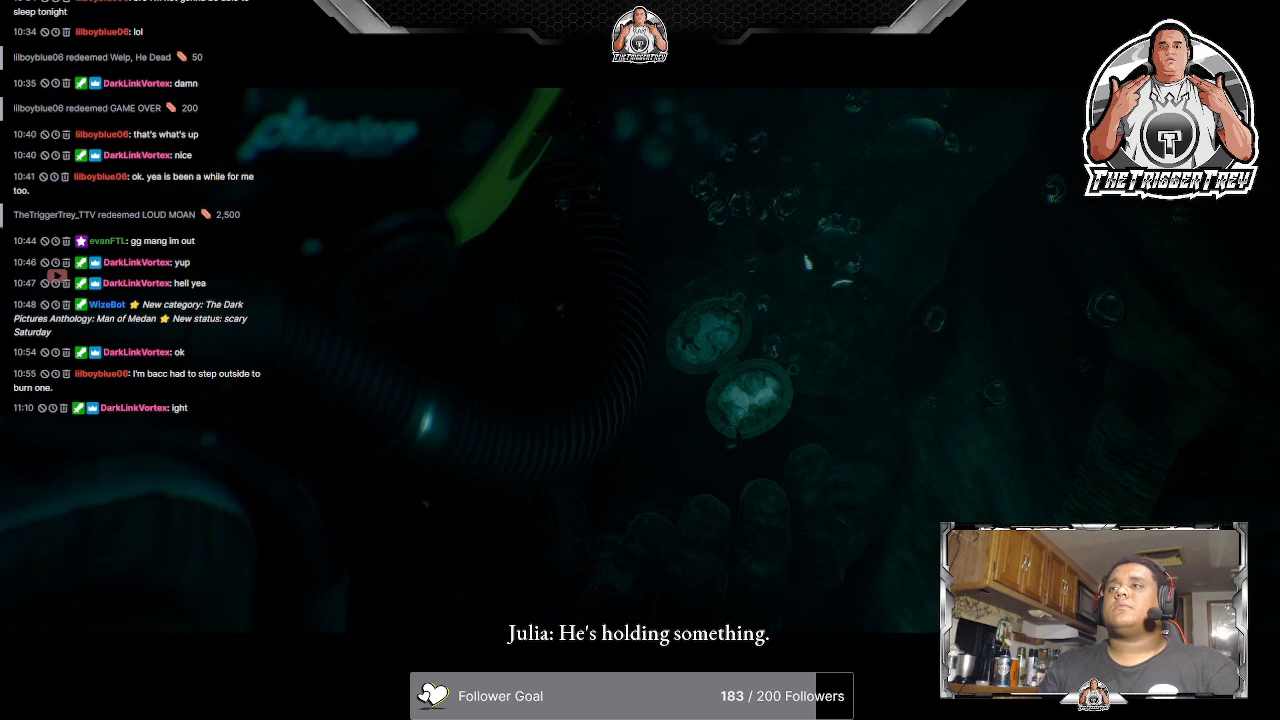 sleep tonight
10:34 lilboyblue06: lol
lilboyblue06 redeemed Welp, He Dead 50
10:35 DarkLinkVortex: damn
lilboyblue06 redeemed GAME OVER 200
10:40 lilboyblue06: that's what's up
10:40 DarkLinkVortex: nice
10:41 lilboyblue06: ok. yea is been a while for me
too.
TheTriggerTrey_TTV redeemed LOUD MOAN 2,500
10:44 evanFTL: gg mang im out
10:46 DarkLinkVortex: yup
10:47 DarkLinkVortex: hell yea
10:48 WizeBot New category: The Dark
Pictures Anthology: Man of Medan New status: scary
Saturday
10:54 DarkLinkVortex: ok
10:55 lilboyblue06: I'm bacc had to step outside to
burn one.
11:10 DarkLinkVortex: ight
THETRIGGERTREY
T
THETRIGGERTREY
Julia: He's holding something.
Follower Goal 183 / 200 Followers